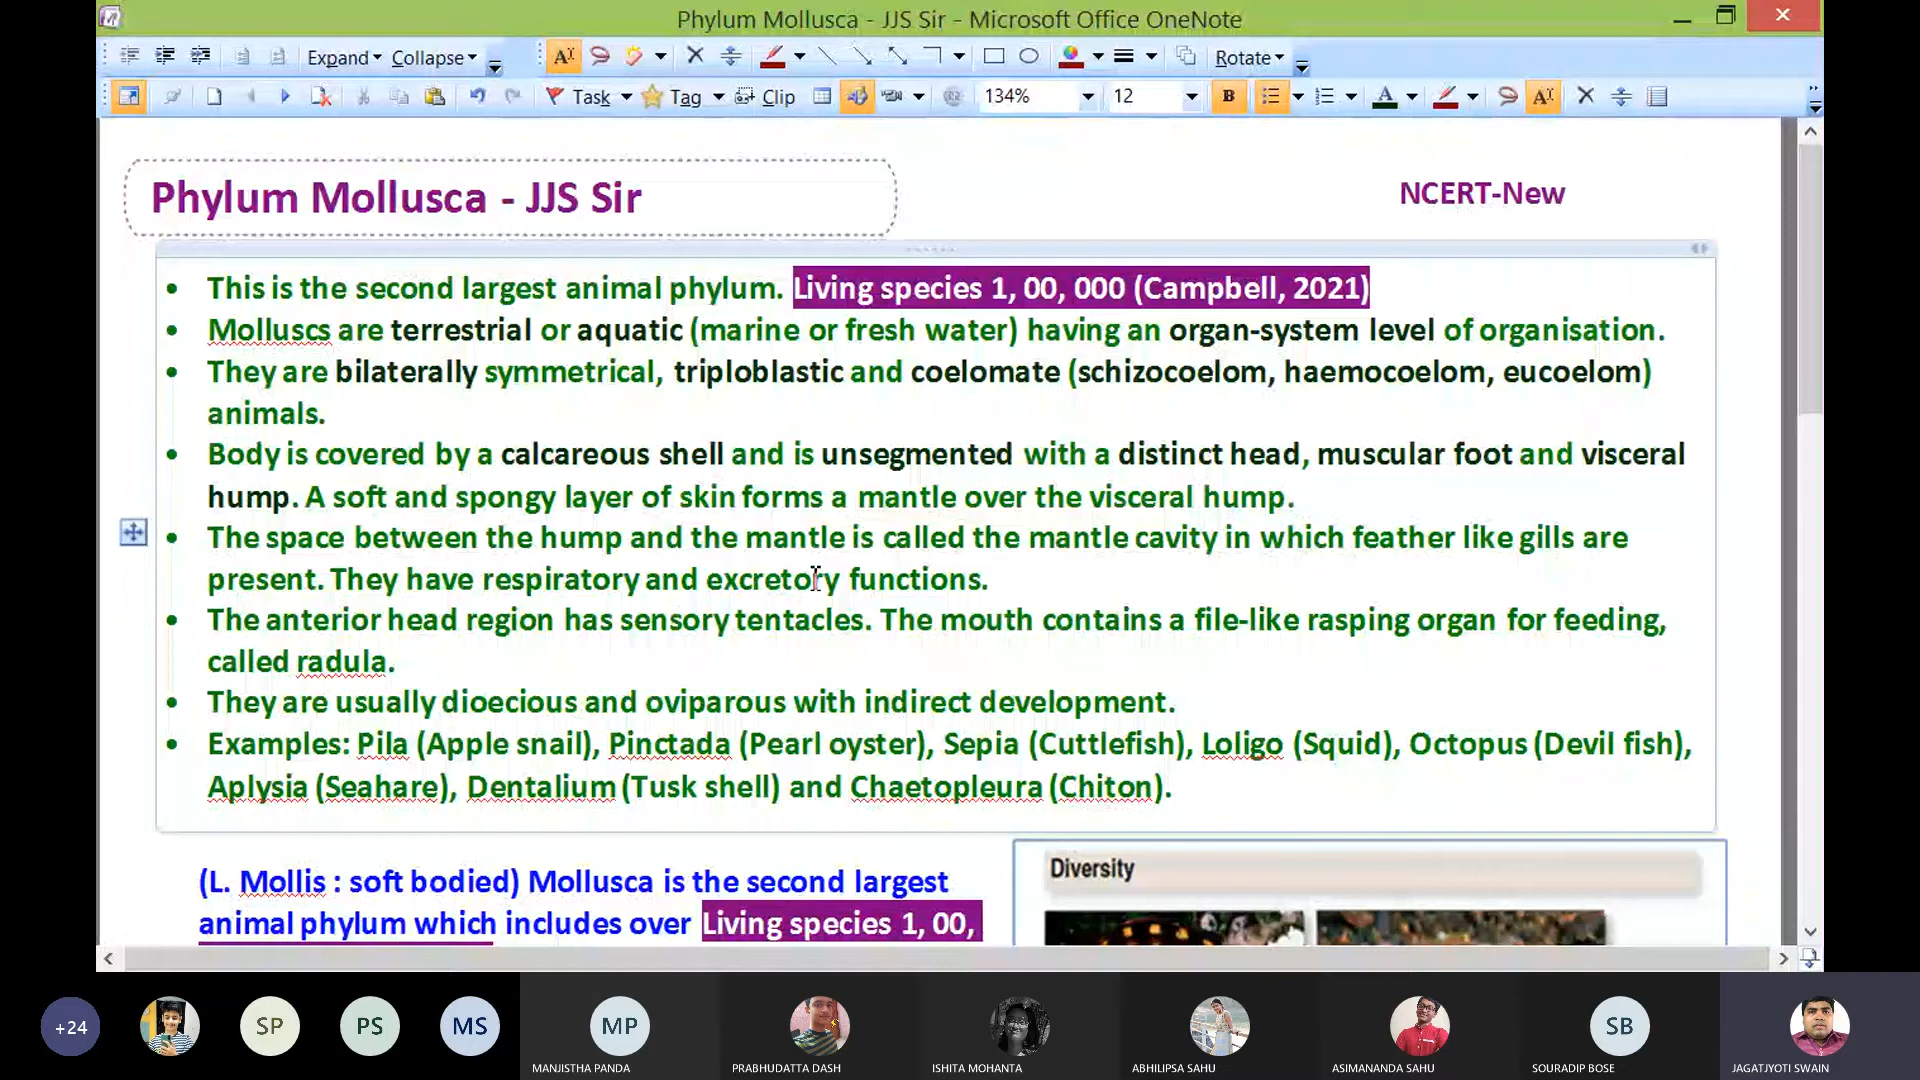 Phylum Mollusca - JJS Sir - Microsoft Office OneNote
Expand Collapse Rotate
Task Tag Clip 134% 12 B A
Phylum Mollusca - JJS Sir
NCERT-New
• This is the second largest animal phylum. Living species 1, 00, 000 (Campbell, 2021)
• Molluscs are terrestrial or aquatic (marine or fresh water) having an organ-system level of organisation.
• They are bilaterally symmetrical, triploblastic and coelomate (schizocoelom, haemocoelom, eucoelom)
animals.
• Body is covered by a calcareous shell and is unsegmented with a distinct head, muscular foot and visceral
hump. A soft and spongy layer of skin forms a mantle over the visceral hump.
• The space between the hump and the mantle is called the mantle cavity in which feather like gills are
present. They have respiratory and excretory functions.
• The anterior head region has sensory tentacles. The mouth contains a file-like rasping organ for feeding,
called radula.
• They are usually dioecious and oviparous with indirect development.
• Examples: Pila (Apple snail), Pinctada (Pearl oyster), Sepia (Cuttlefish), Loligo (Squid), Octopus (Devil fish),
Aplysia (Seahare), Dentalium (Tusk shell) and Chaetopleura (Chiton).
(L. Mollis : soft bodied) Mollusca is the second largest
animal phylum which includes over Living species 1, 00,
Diversity
+24 SP PS MS MP SB
MANJISTHA PANDA PRABHUDATTA DASH ISHITA MOHANTA ABHILIPSA SAHU ASIMANANDA SAHU SOURADIP BOSE JAGATJYOTI SWAIN